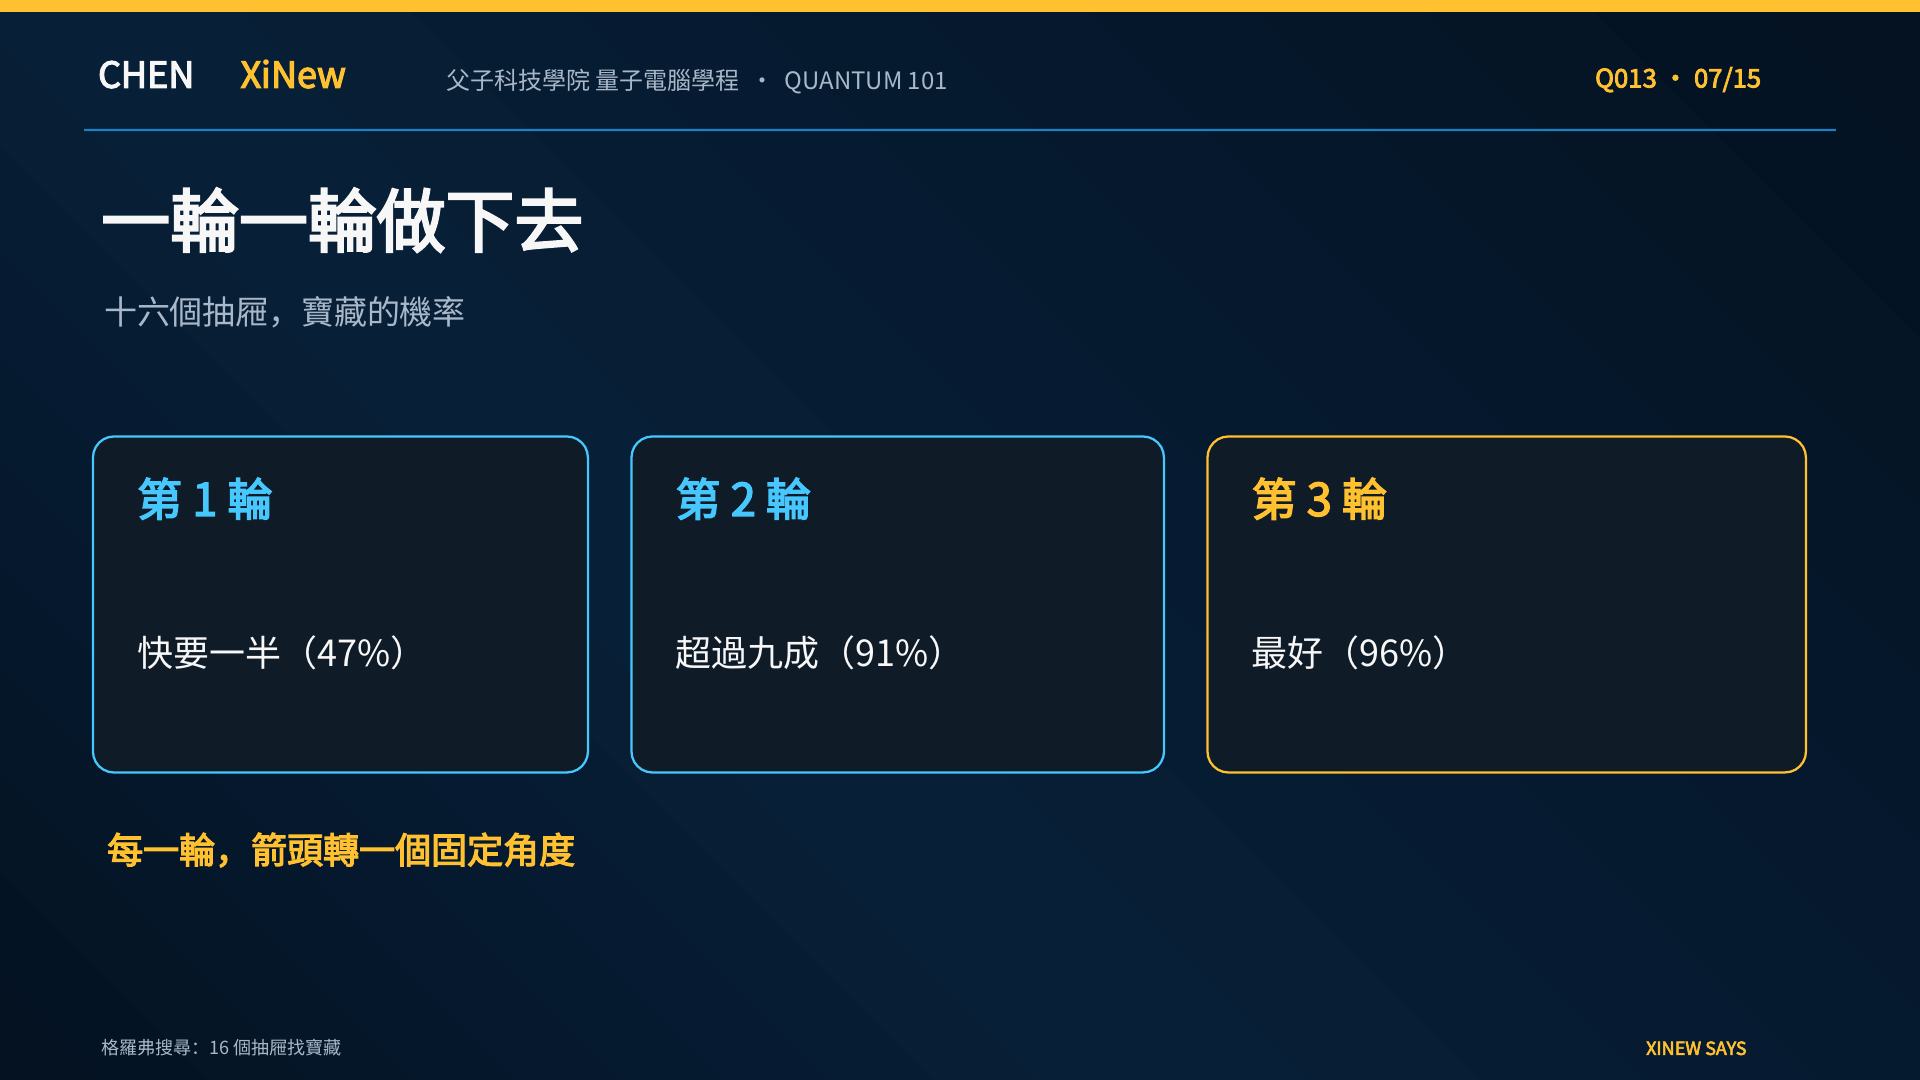 CHEN XiNew 父子科技學院 量子電腦學程 · QUANTUM 101 Q013 · 07/15
一輪一輪做下去
十六個抽屜，寶藏的機率
第 1 輪
快要一半（47%）
第 2 輪
超過九成（91%）
第 3 輪
最好（96%）
每一輪，箭頭轉一個固定角度
格羅弗搜尋：16 個抽屜找寶藏
XINEW SAYS